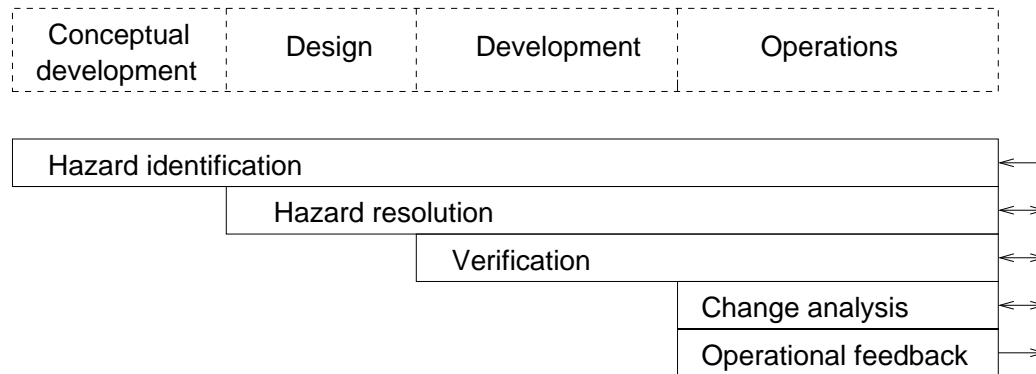 Conceptual
development
Design
Development
Operations
Hazard identification
Hazard resolution
Verification
Change analysis
Operational feedback